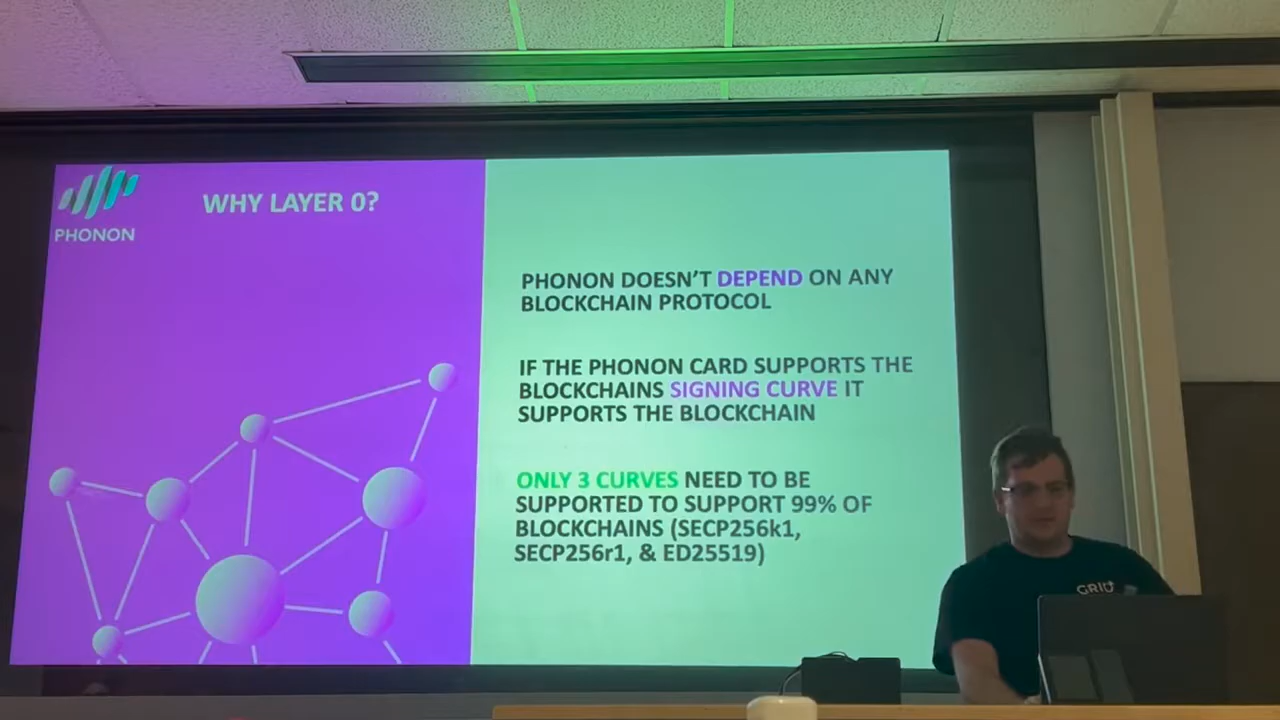 WHY LAYER 0?
PHONON
PHONON DOESN'T DEPEND ON ANY
BLOCKCHAIN PROTOCOL
IF THE PHONON CARD SUPPORTS THE
BLOCKCHAINS SIGNING CURVE IT
SUPPORTS THE BLOCKCHAIN
ONLY 3 CURVES NEED TO BE
SUPPORTED TO SUPPORT 99% OF
BLOCKCHAINS (SECP256k1,
SECP256r1, & ED25519)
GRID+